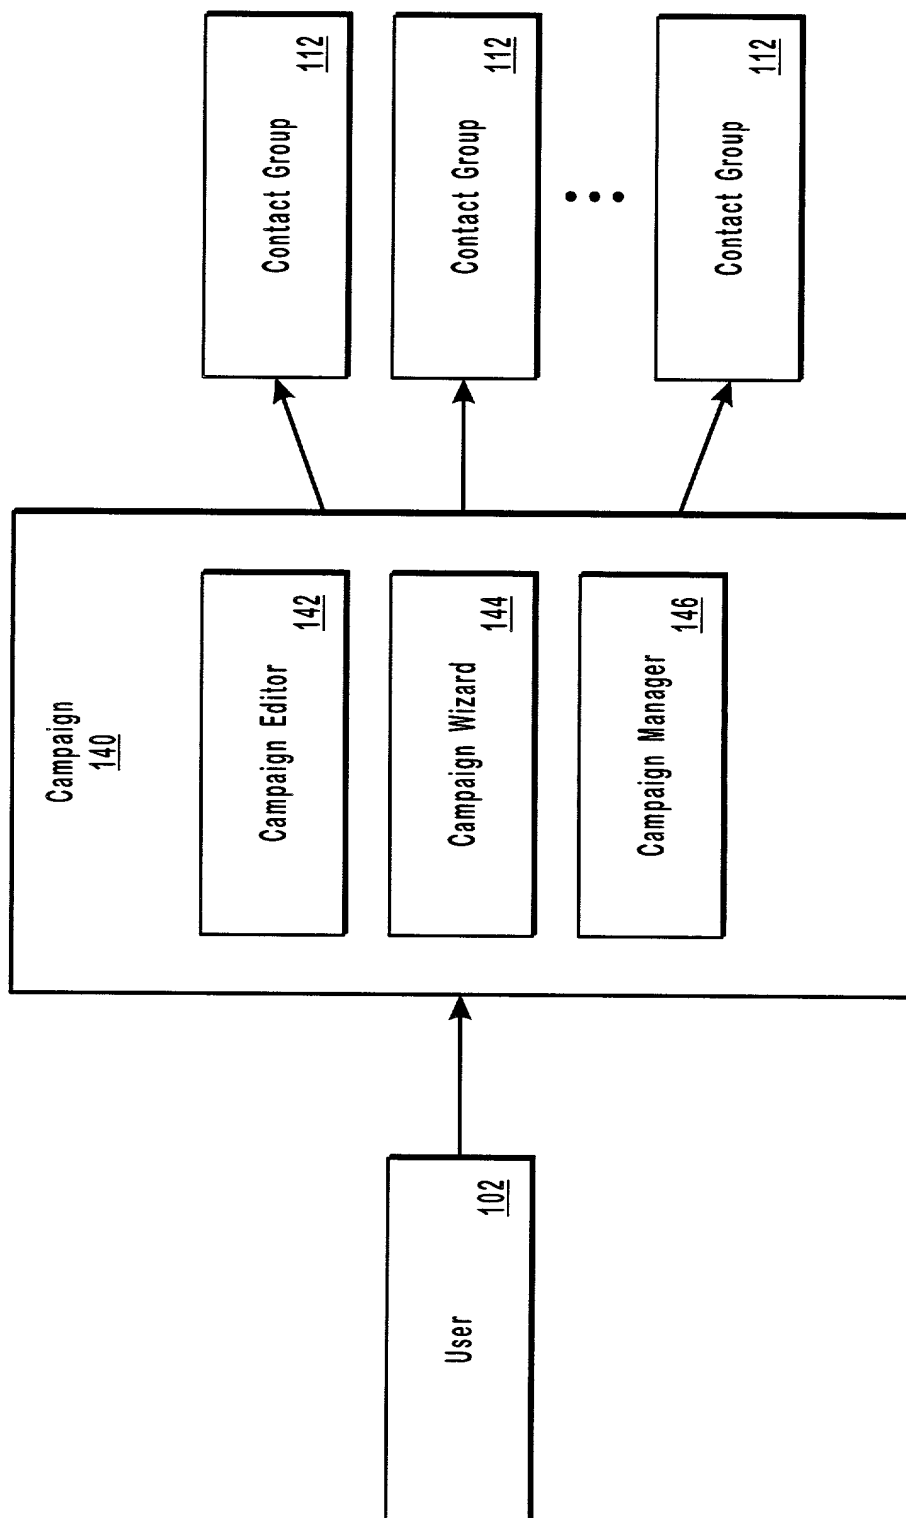 User
102
Campaign
140
Campaign Editor
142
Campaign Wizard
144
Campaign Manager
146
Contact Group
112
Contact Group
112
Contact Group
112